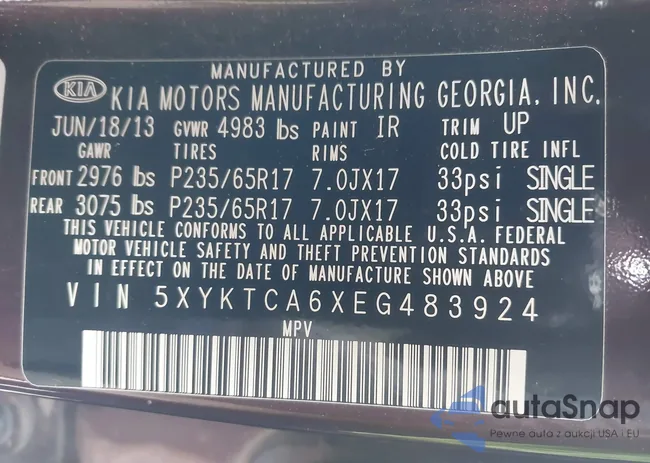 MANUFACTURED BY
KIA KIA MOTORS MANUFACTURING GEORGIA, INC.
JUN/18/13 GVWR 4983 lbs PAINT IR TRIM UP
GAWR TIRES RIMS COLD TIRE INFL
FRONT 2976 lbs P235/65R17 7.0JX17 33psi SINGLE
REAR 3075 lbs P235/65R17 7.0JX17 33psi SINGLE
THIS VEHICLE CONFORMS TO ALL APPLICABLE U.S.A. FEDERAL
MOTOR VEHICLE SAFETY AND THEFT PREVENTION STANDARDS
IN EFFECT ON THE DATE OF MANUFACTURE SHOWN ABOVE
VIN 5XYKTCA6XEG483924
MPV
autaSnap
Pewne auta z aukcji USA i EU